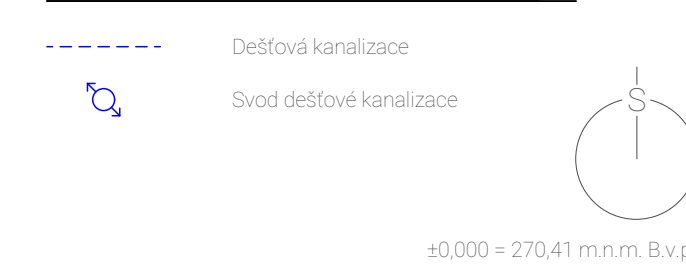 Dešťová kanalizace
Svod dešťové kanalizace
S
±0,000 = 270,41 m.n.m. B.v.p